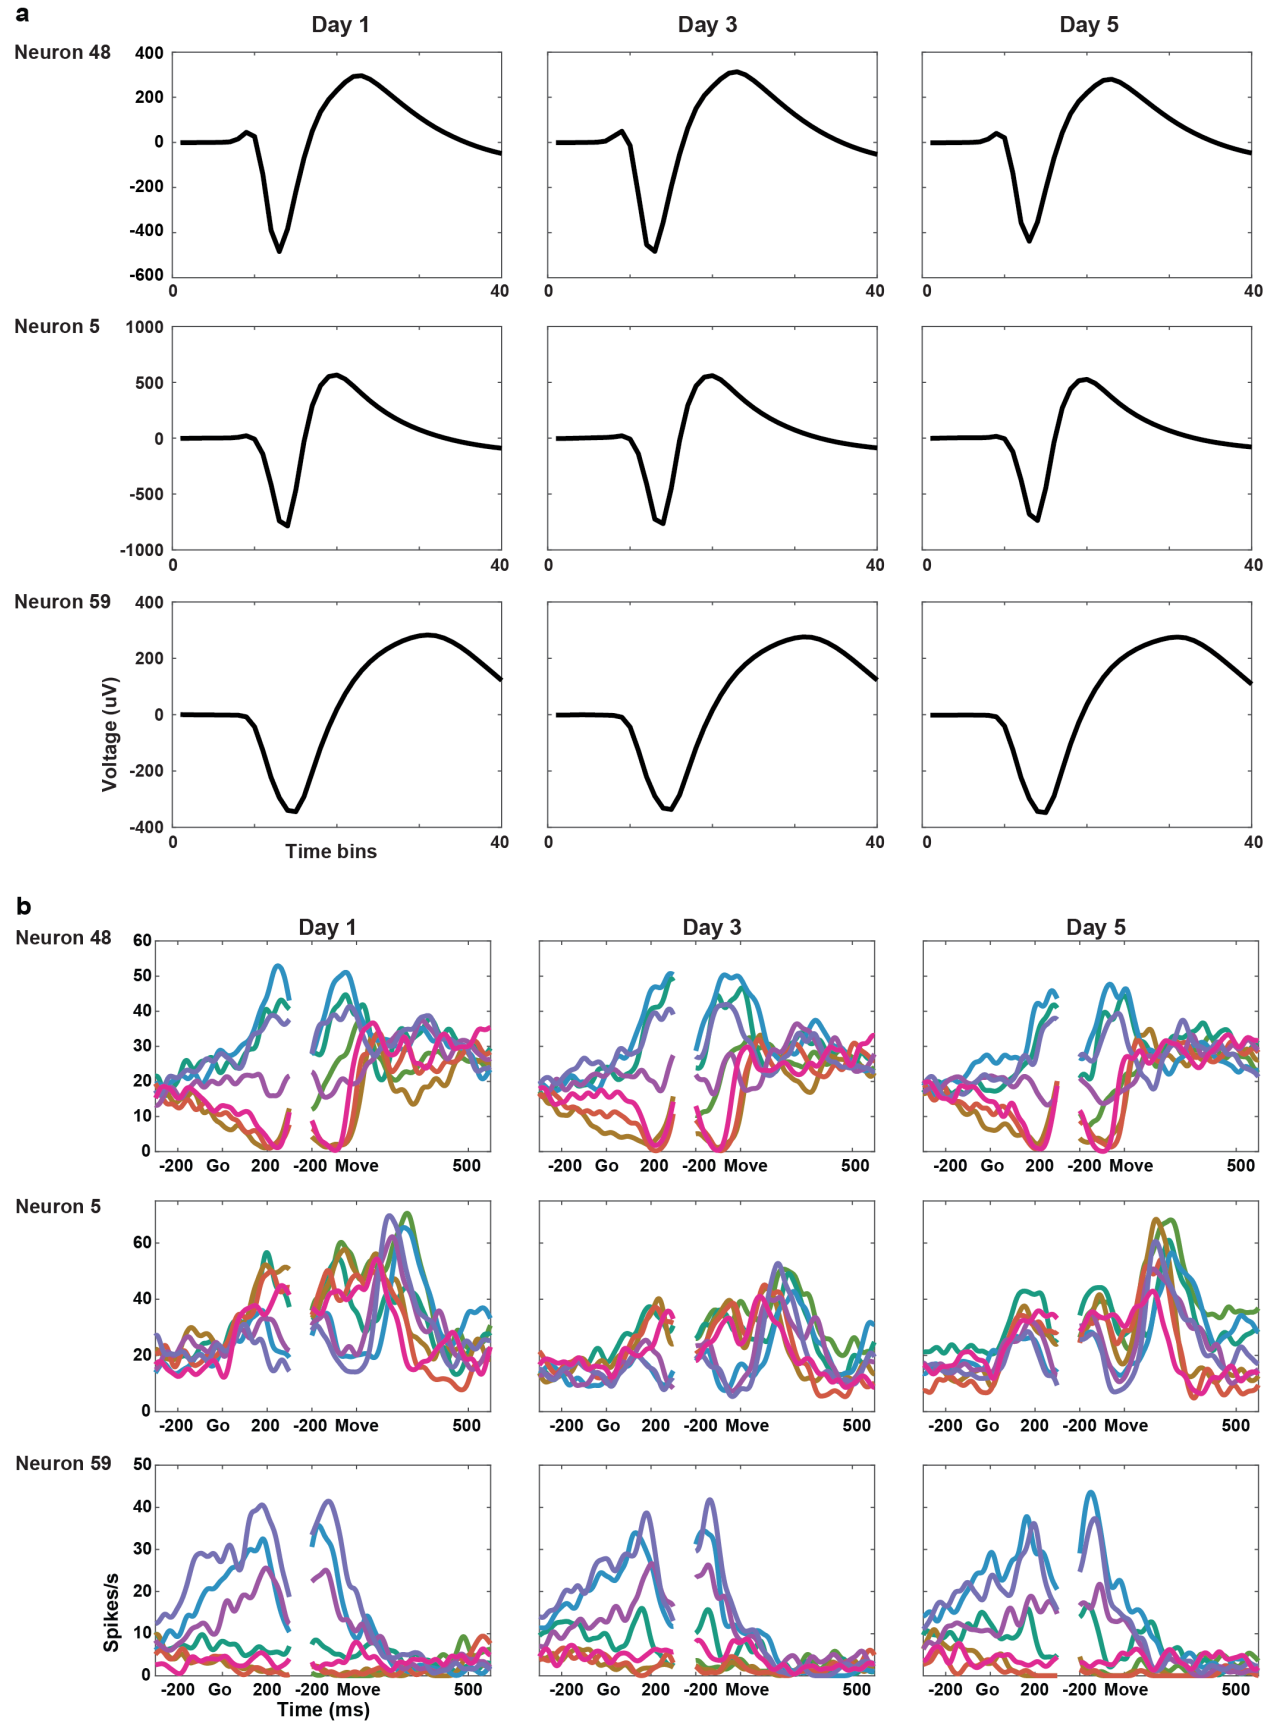 a
Day 1 Day 3 Day 5
Neuron 48
400
200
0
-200
-400
-600
0 40 0 40 0 40
Neuron 5
1000
500
0
-500
-1000
0 40 0 40 0 40
Neuron 59
400
200
0
-200
-400
Voltage (uV)
0 40 0 40 0 40
Time bins
b
Day 1 Day 3 Day 5
Neuron 48
60
50
40
30
20
10
0
-200 Go 200 -200 Move 500 -200 Go 200 -200 Move 500 -200 Go 200 -200 Move 500
Neuron 5
60
40
20
0
-200 Go 200 -200 Move 500 -200 Go 200 -200 Move 500 -200 Go 200 -200 Move 500
Neuron 59
50
40
30
20
10
0
Spikes/s
-200 Go 200 -200 Move 500 -200 Go 200 -200 Move 500 -200 Go 200 -200 Move 500
Time (ms)